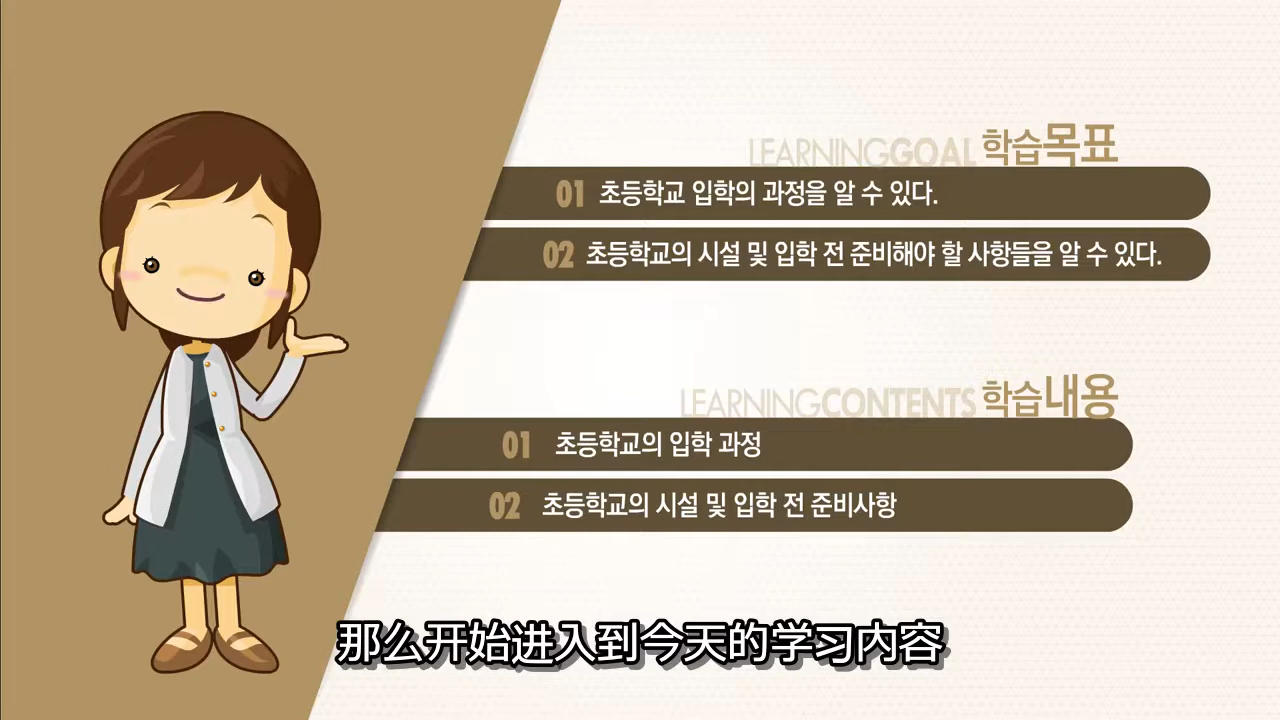 LEARNINGGOAL 학습목표
01 초등학교 입학의 과정을 알 수 있다.
02 초등학교의 시설 및 입학 전 준비해야 할 사항들을 알 수 있다.
LEARNINGCONTENTS 학습내용
01 초등학교의 입학 과정
02 초등학교의 시설 및 입학 전 준비사항
那么开始进入到今天的学习内容